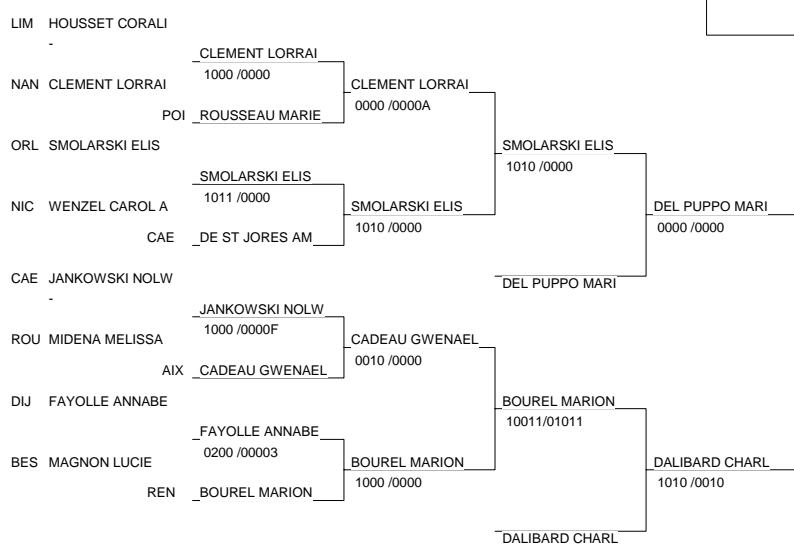 LIM HOUSSET CORALI
-
CLEMENT LORRAI
1000 /0000
NAN CLEMENT LORRAI
CLEMENT LORRAI
0000 /0000A
POI ROUSSEAU MARIE
ORL SMOLARSKI ELIS
SMOLARSKI ELIS
1010 /0000
SMOLARSKI ELIS
1011 /0000
NIC WENZEL CAROL A
SMOLARSKI ELIS
1010 /0000
DEL PUPPO MARI
0000 /0000
CAE DE ST JORES AM
CAE JANKOWSKI NOLW
-
DEL PUPPO MARI
JANKOWSKI NOLW
1000 /0000F
ROU MIDENA MELISSA
CADEAU GWENAEL
0010 /0000
AIX CADEAU GWENAEL
DIJ FAYOLLE ANNABE
BOUREL MARION
10011/01011
FAYOLLE ANNABE
0200 /00003
BES MAGNON LUCIE
BOUREL MARION
1000 /0000
DALIBARD CHARL
1010 /0010
REN BOUREL MARION
DALIBARD CHARL